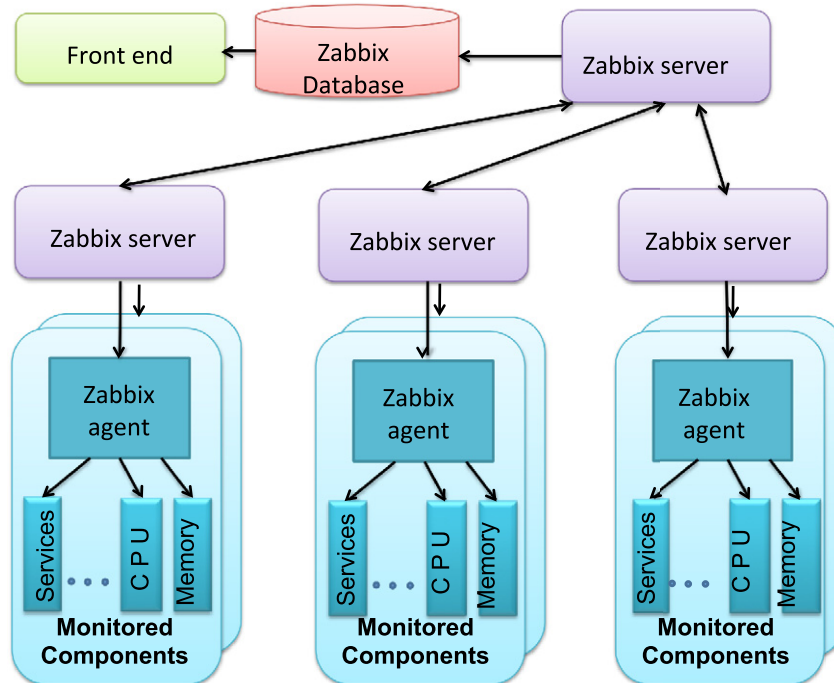 Front end
Zabbix
Database
Zabbix server
Zabbix server
Zabbix server
Zabbix server
Zabbix
agent
Services
C P U
Memory
Monitored
Components
Zabbix
agent
Services
C P U
Memory
Monitored
Components
Zabbix
agent
Services
C P U
Memory
Monitored
Components